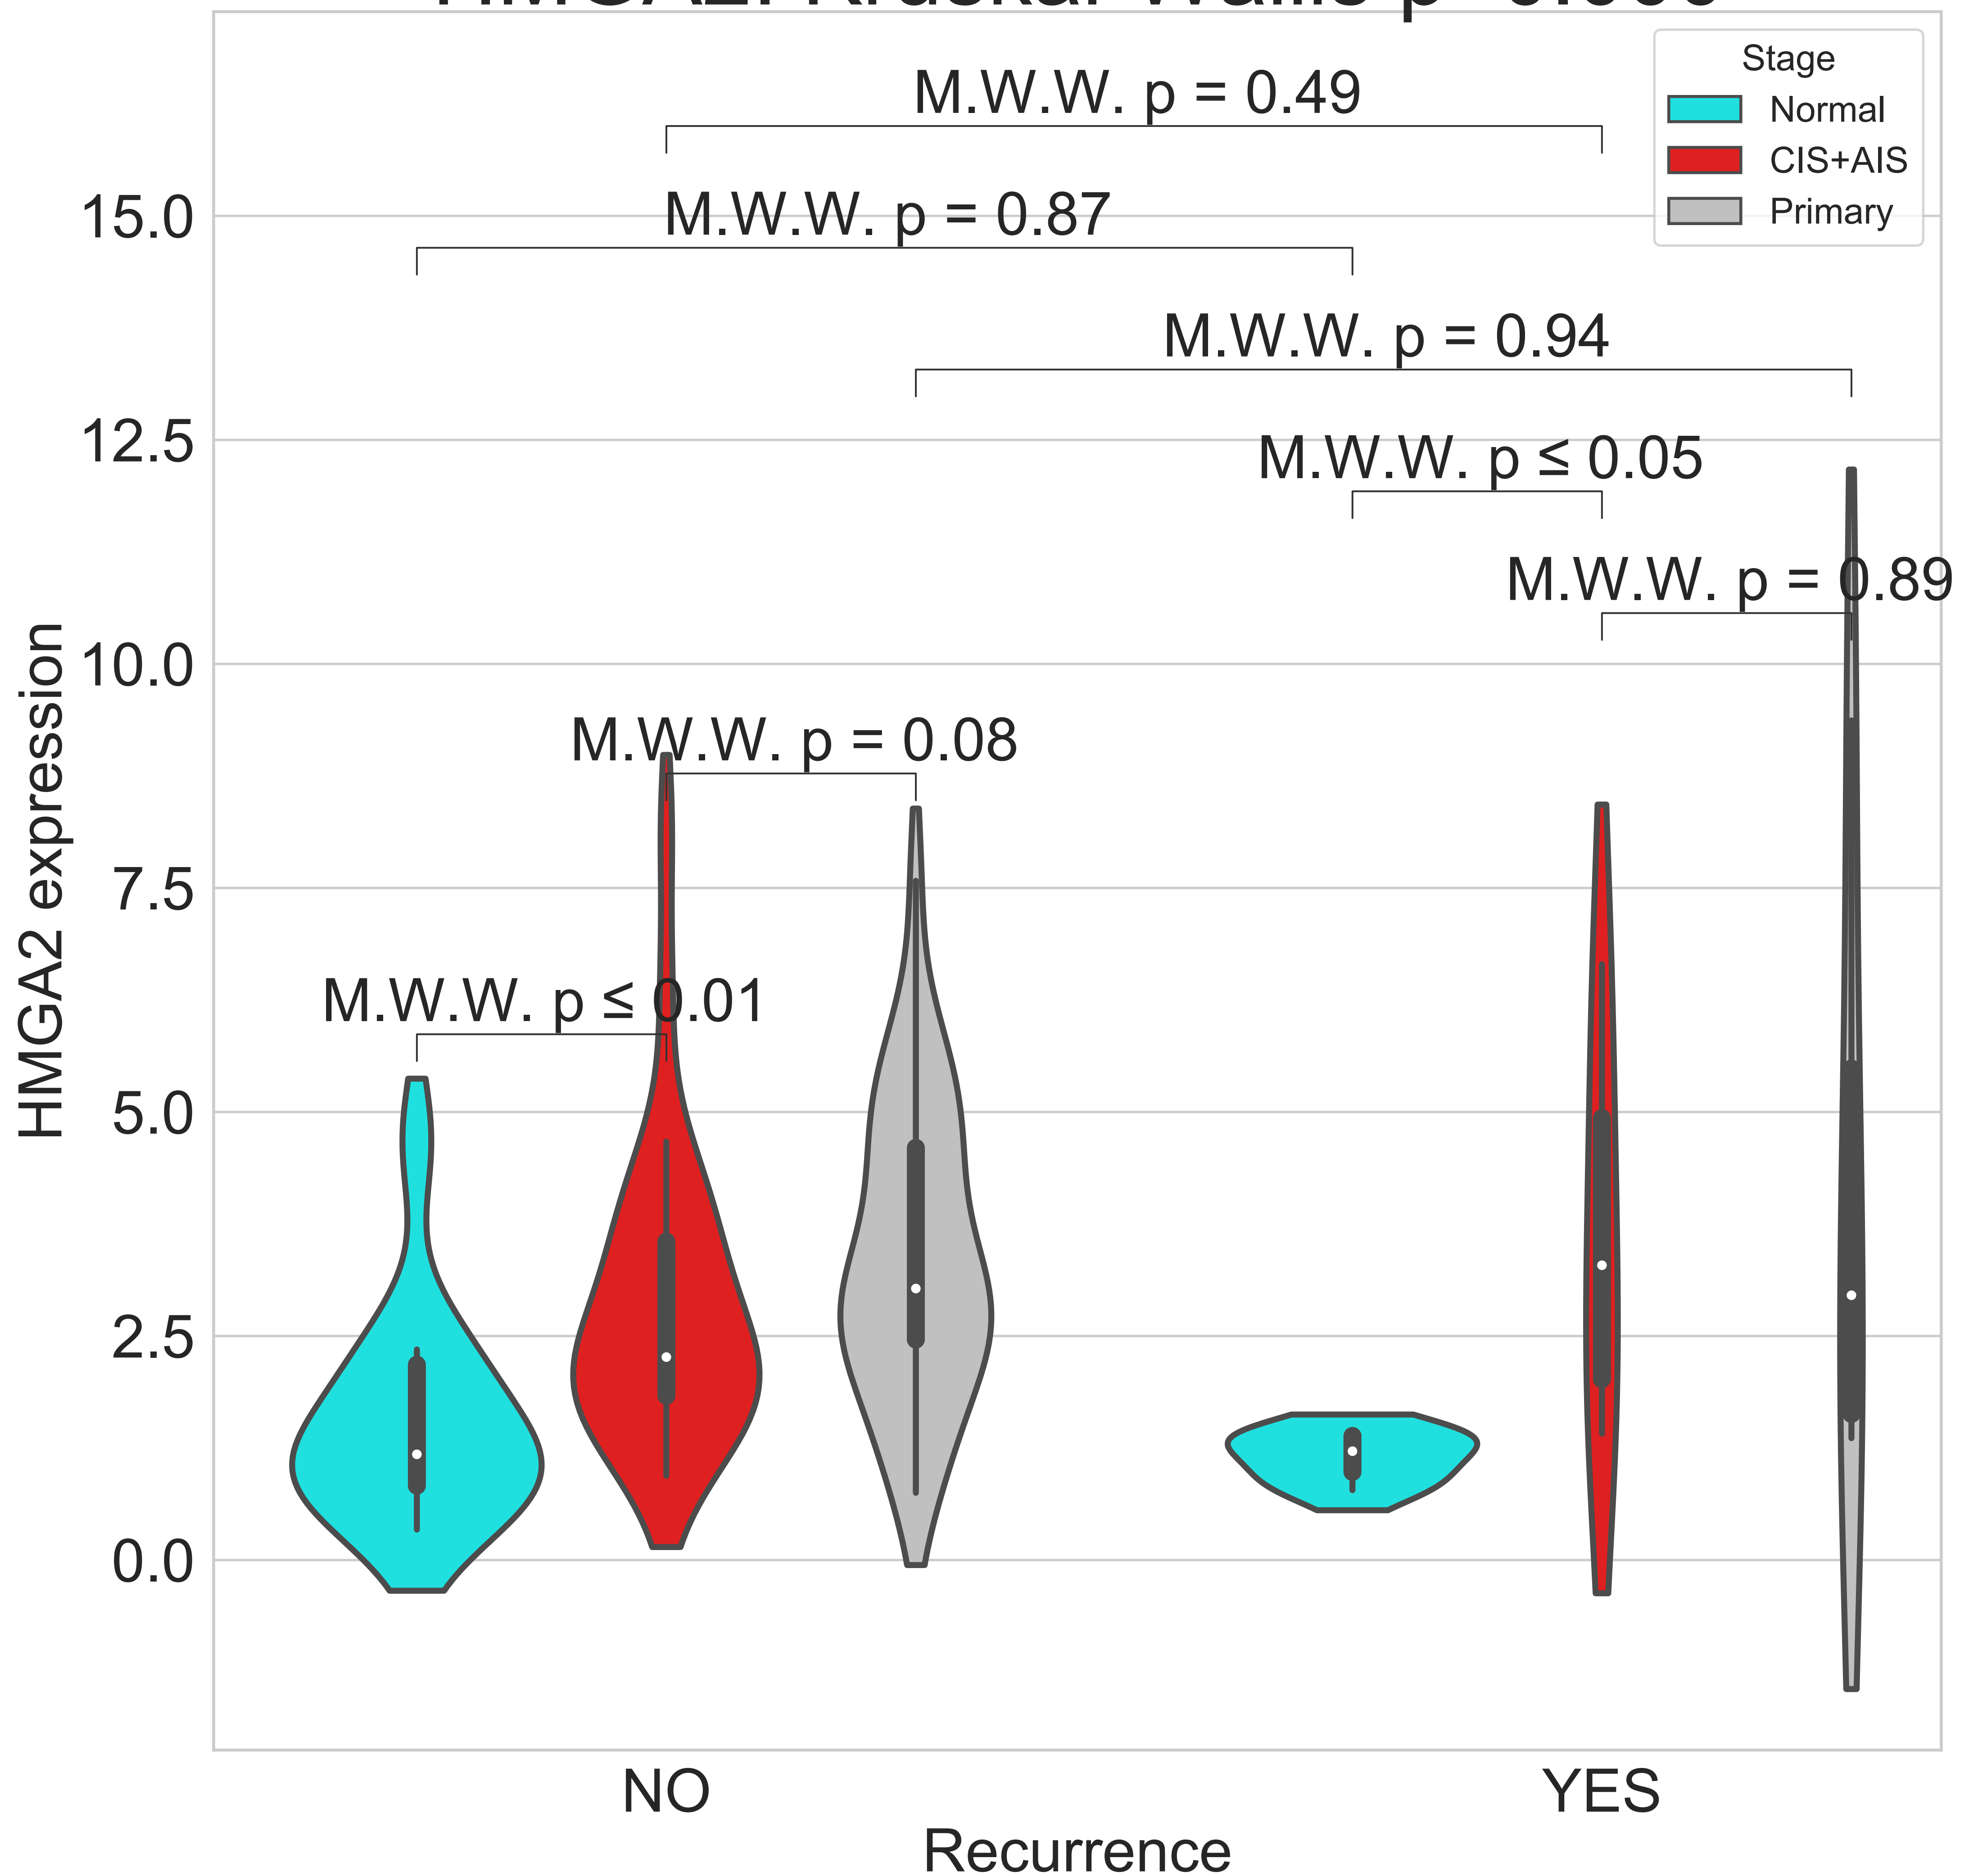 Stage
Normal
CIS+AIS
Primary
M.W.W. p = 0.49
M.W.W. p = 0.87
M.W.W. p = 0.94
M.W.W. p ≤ 0.05
M.W.W. p = 0.89
M.W.W. p = 0.08
M.W.W. p ≤ 0.01
HMGA2 expression
15.0
12.5
10.0
7.5
5.0
2.5
0.0
NO
YES
Recurrence